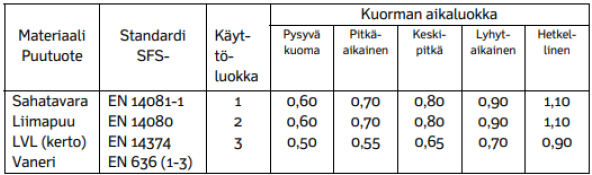 Kuorman aikaluokka
Materiaali Standardi Käyt- Pysyvä Pitkä- Keski- Lyhyt- Hetkel-
Puutuote SFS- tö- kuoma aikainen pitkä aikainen linen
luokka
Sahatavara EN 14081-1 1 0,60 0,70 0,80 0,90 1,10
Liimapuu EN 14080 2 0,60 0,70 0,80 0,90 1,10
LVL (kerto) EN 14374 3 0,50 0,55 0,65 0,70 0,90
Vaneri EN 636 (1-3)